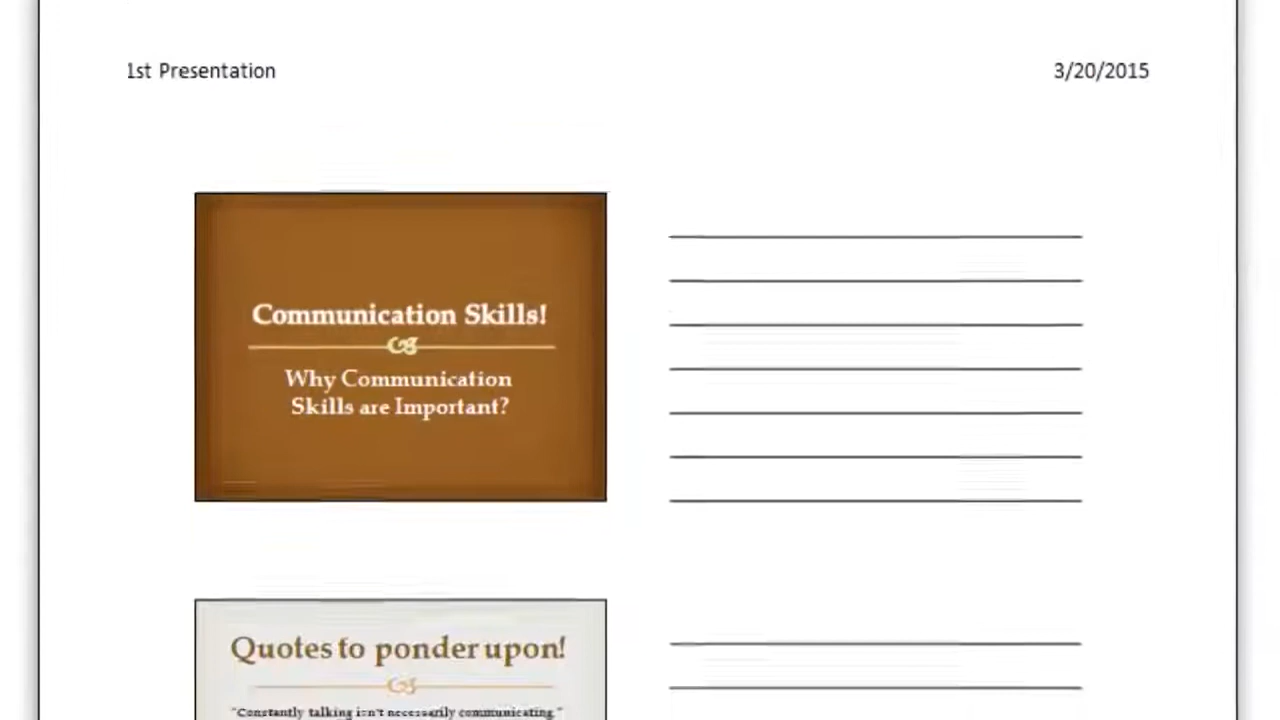 1st Presentation
3/20/2015
Communication Skills!
Why Communication
Skills are Important?
Quotes to ponder upon!
"Constantly talking isn't necessarily communicating."